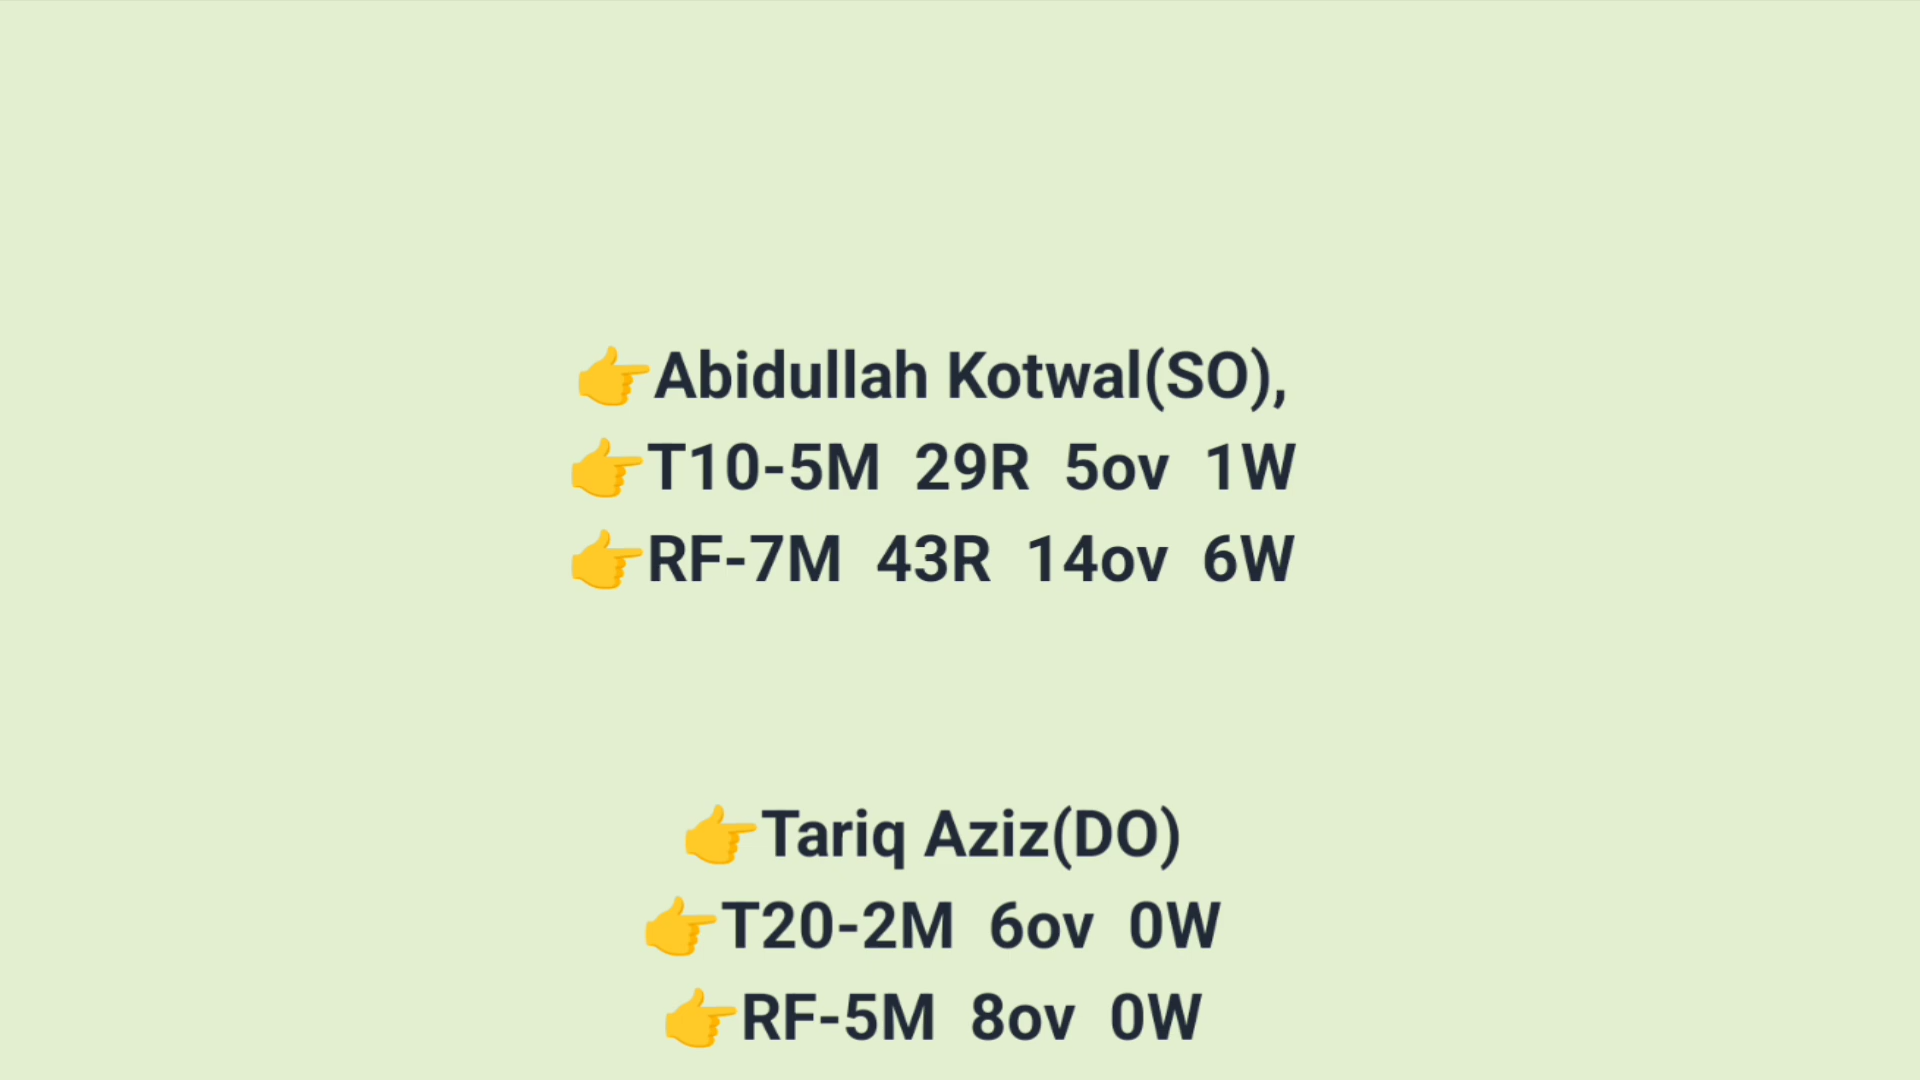 👉Abidullah Kotwal(SO),
👉T10-5M 29R 5ov 1W
👉RF-7M 43R 14ov 6W
👉Tariq Aziz(DO)
👉T20-2M 6ov 0W
👉RF-5M 8ov 0W